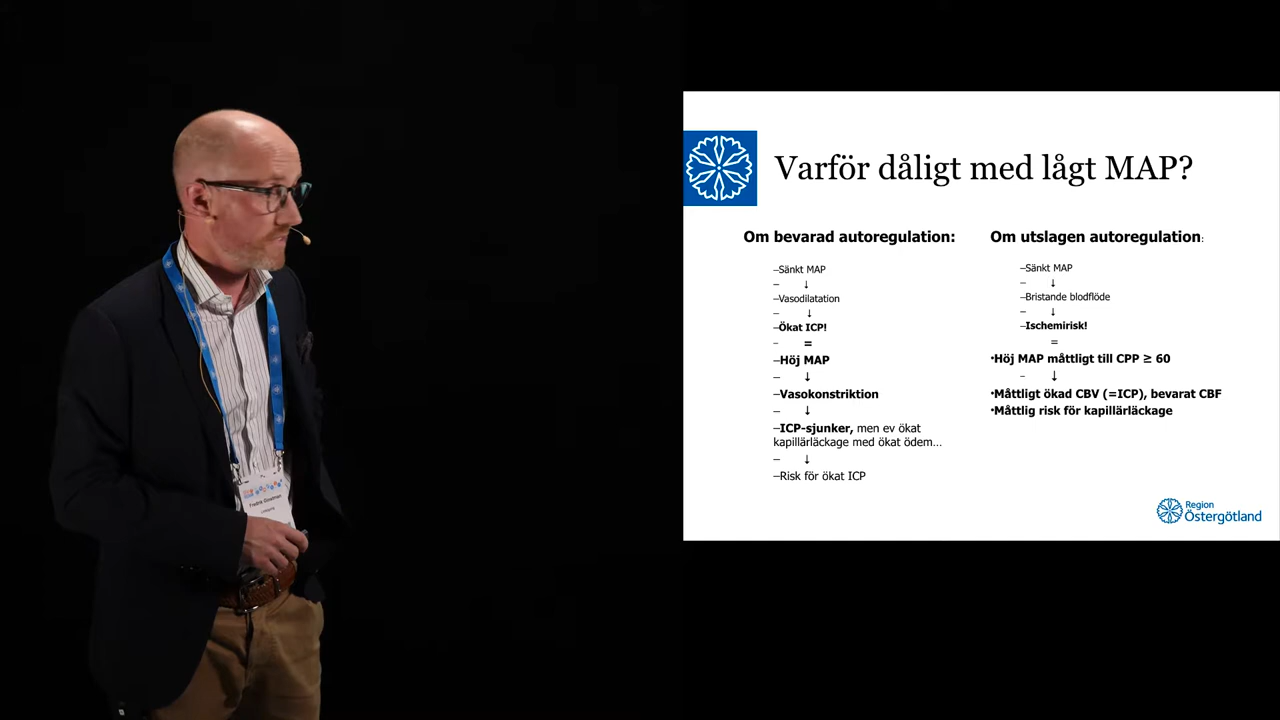 Varför dåligt med lågt MAP?
Om bevarad autoregulation:
–Sänkt MAP
– ↓
–Vasodilatation
– ↓
–Ökat ICP!
– =
–Höj MAP
– ↓
–Vasokonstriktion
– ↓
–ICP-sjunker, men ev ökat
kapillärläckage med ökat ödem…
– ↓
–Risk för ökat ICP
Om utslagen autoregulation:
–Sänkt MAP
– ↓
–Bristande blodflöde
– ↓
–Ischemirisk!
=
•Höj MAP måttligt till CPP ≥ 60
– ↓
•Måttligt ökad CBV (=ICP), bevarat CBF
•Måttlig risk för kapillärläckage
Region
Östergötland
Fredrik